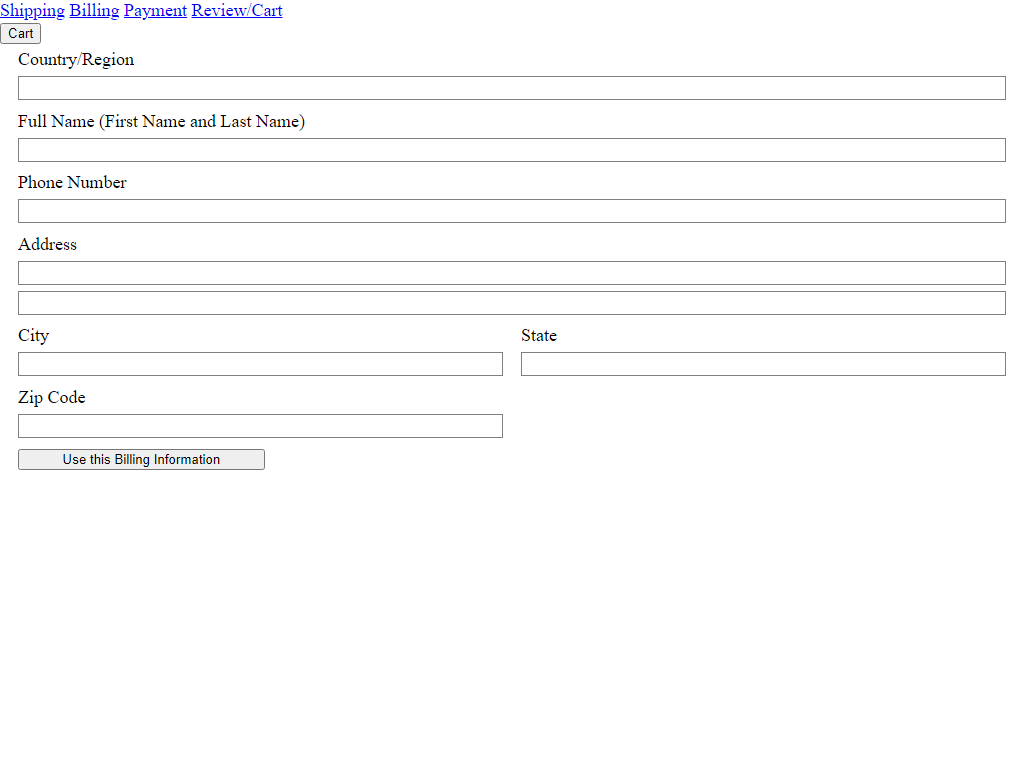 Shipping Billing Payment Review/Cart
Cart
Country/Region
Full Name (First Name and Last Name)
Phone Number
Address
City State
Zip Code
Use this Billing Information